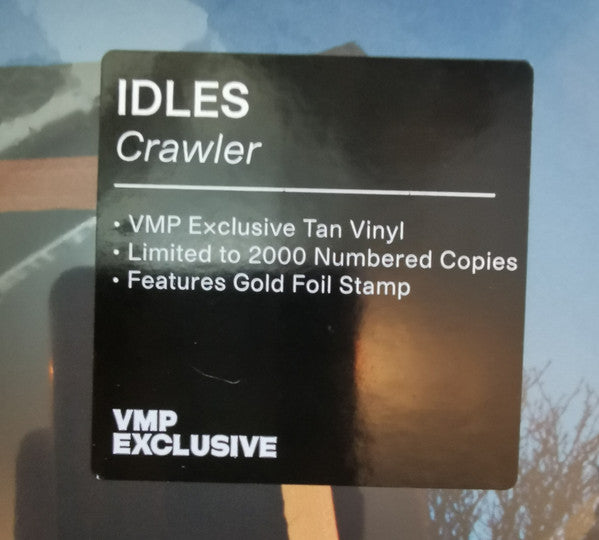 IDLES
Crawler
• VMP Exclusive Tan Vinyl
• Limited to 2000 Numbered Copies
• Features Gold Foil Stamp
VMP
EXCLUSIVE